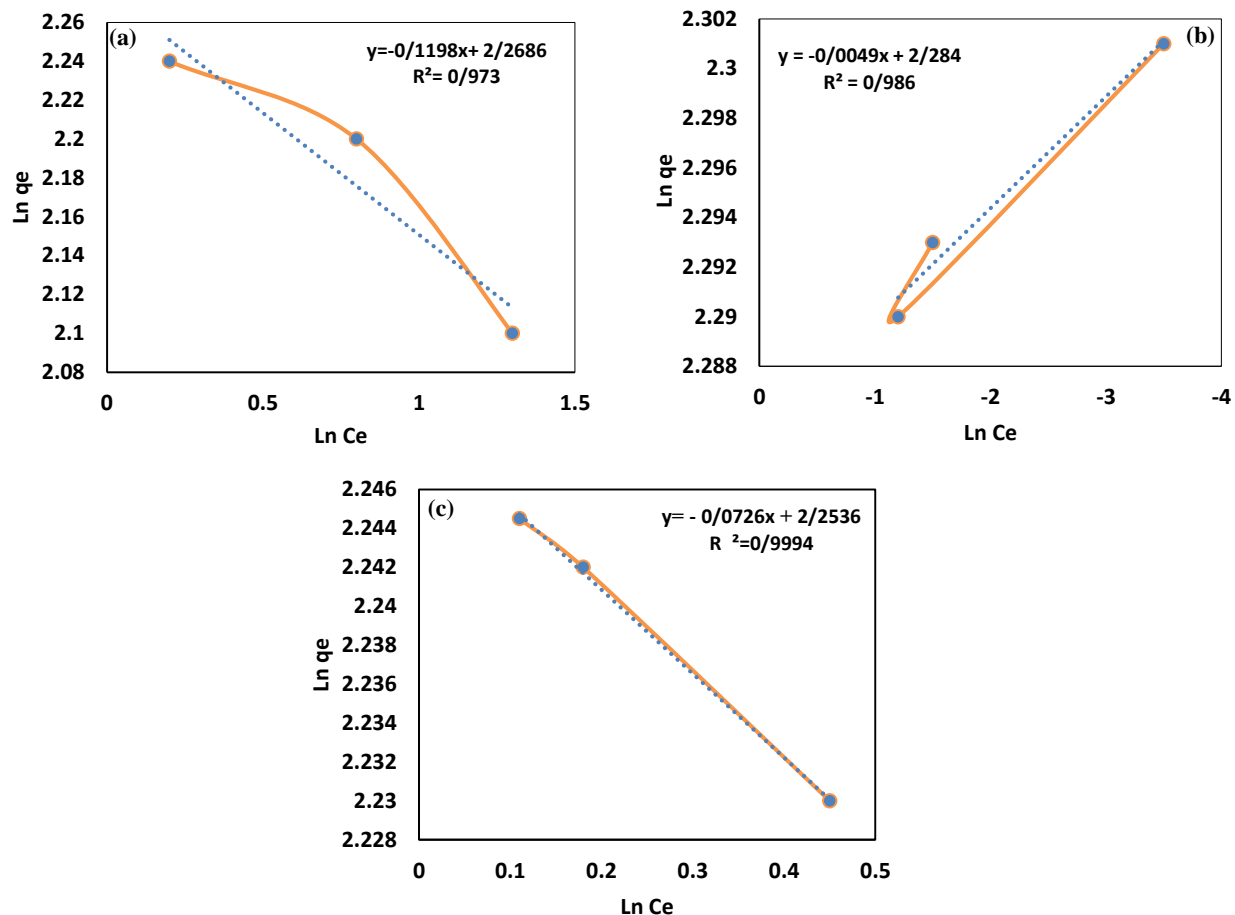 (a)
y=-0/1198x+ 2/2686
R²= 0/973
2.26
2.24
2.22
2.2
2.18
2.16
2.14
2.12
2.1
2.08
Ln qe
0
0.5
1
1.5
Ln Ce
(b)
y = -0/0049x + 2/284
R² = 0/986
2.302
2.3
2.298
2.296
2.294
2.292
2.29
2.288
Ln qe
0
-1
-2
-3
-4
Ln Ce
(c)
y= - 0/0726x + 2/2536
R ²=0/9994
2.246
2.244
2.242
2.24
2.238
2.236
2.234
2.232
2.23
2.228
Ln qe
0
0.1
0.2
0.3
0.4
0.5
Ln Ce